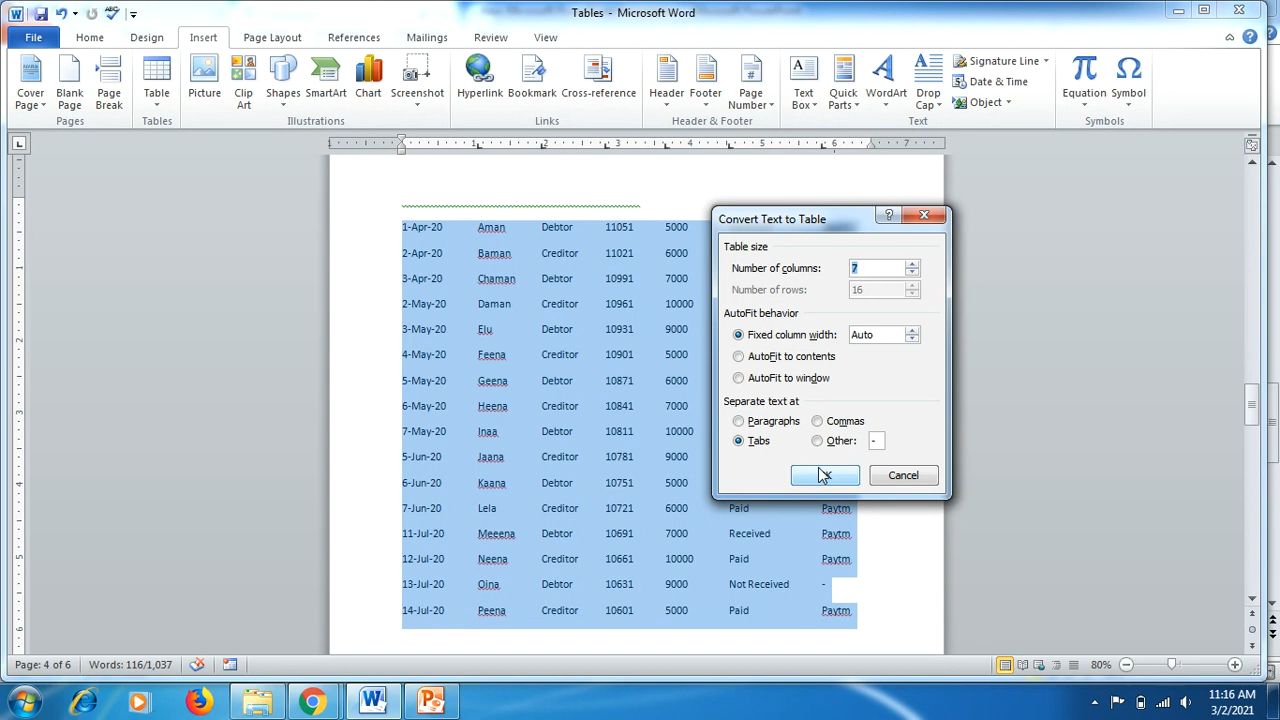 Tables - Microsoft Word
File Home Design Insert Page Layout References Mailings Review View
Cover Page Blank Page Page Break Table Picture Clip Art Shapes SmartArt Chart Screenshot Hyperlink Bookmark Cross-reference Header Footer Page Number Text Box Quick Parts WordArt Drop Cap Signature Line Date & Time Object Equation Symbol
Pages Tables Illustrations Links Header & Footer Text Symbols
1 1 2 3 4 5 6 7
1-Apr-20 Aman Debtor 11051 5000
2-Apr-20 Baman Creditor 11021 6000
3-Apr-20 Chaman Debtor 10991 7000
2-May-20 Daman Creditor 10961 10000
3-May-20 Elu Debtor 10931 9000
4-May-20 Feena Creditor 10901 5000
5-May-20 Geena Debtor 10871 6000
6-May-20 Heena Creditor 10841 7000
7-May-20 Inaa Debtor 10811 10000
5-Jun-20 Jaana Creditor 10781 9000
6-Jun-20 Kaana Debtor 10751 5000
7-Jun-20 Lela Creditor 10721 6000 Paid Paytm
11-Jul-20 Meeena Debtor 10691 7000 Received Paytm
12-Jul-20 Neena Creditor 10661 10000 Paid Paytm
13-Jul-20 Oina Debtor 10631 9000 Not Received -
14-Jul-20 Peena Creditor 10601 5000 Paid Paytm
Convert Text to Table
Table size
Number of columns: 7
Number of rows: 16
AutoFit behavior
Fixed column width: Auto
AutoFit to contents
AutoFit to window
Separate text at
Paragraphs Commas
Tabs Other: -
Cancel
Page: 4 of 6 Words: 116/1,037 80%
11:16 AM
3/2/2021